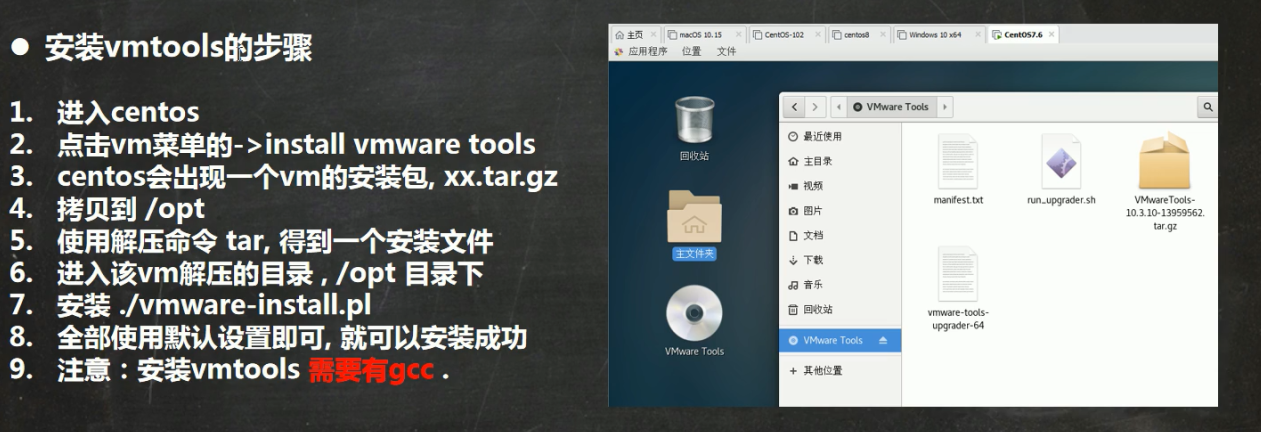 ● 安装vmtools的步骤
1. 进入centos
2. 点击vm菜单的->install vmware tools
3. centos会出现一个vm的安装包, xx.tar.gz
4. 拷贝到 /opt
5. 使用解压命令 tar, 得到一个安装文件
6. 进入该vm解压的目录 , /opt 目录下
7. 安装 ./vmware-install.pl
8. 全部使用默认设置即可, 就可以安装成功
9. 注意：安装vmtools 需要有gcc .
主页 macOS 10.15 CentOS-102 centos8 Windows 10 x64 CentOS7.6
应用程序 位置 文件
VMware Tools
回收站
主文件夹
VMware Tools
最近使用
主目录
视频
图片
文档
下载
音乐
回收站
VMware Tools
+ 其他位置
manifest.txt
run_upgrader.sh
VMwareTools-
10.3.10-13959562.
tar.gz
vmware-tools-
upgrader-64